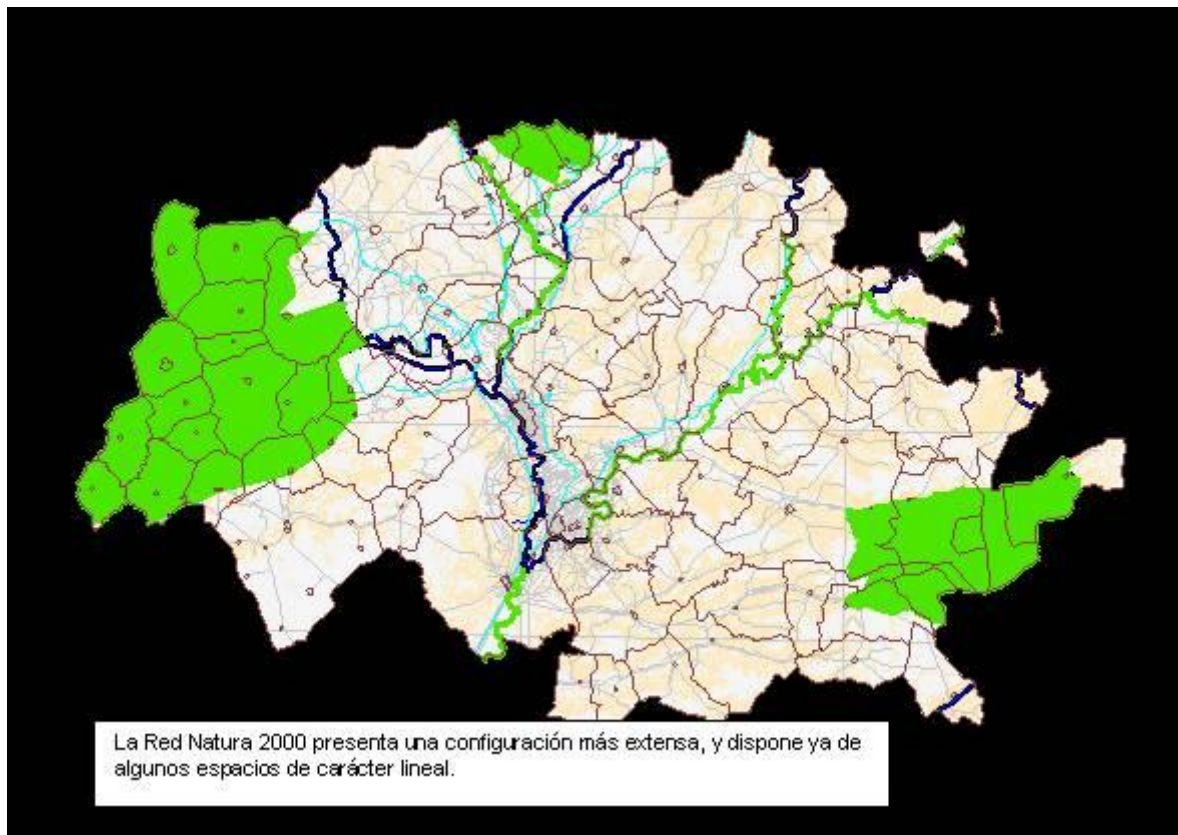 La Red Natura 2000 presenta una configuración más extensa, y dispone ya de
algunos espacios de carácter lineal.